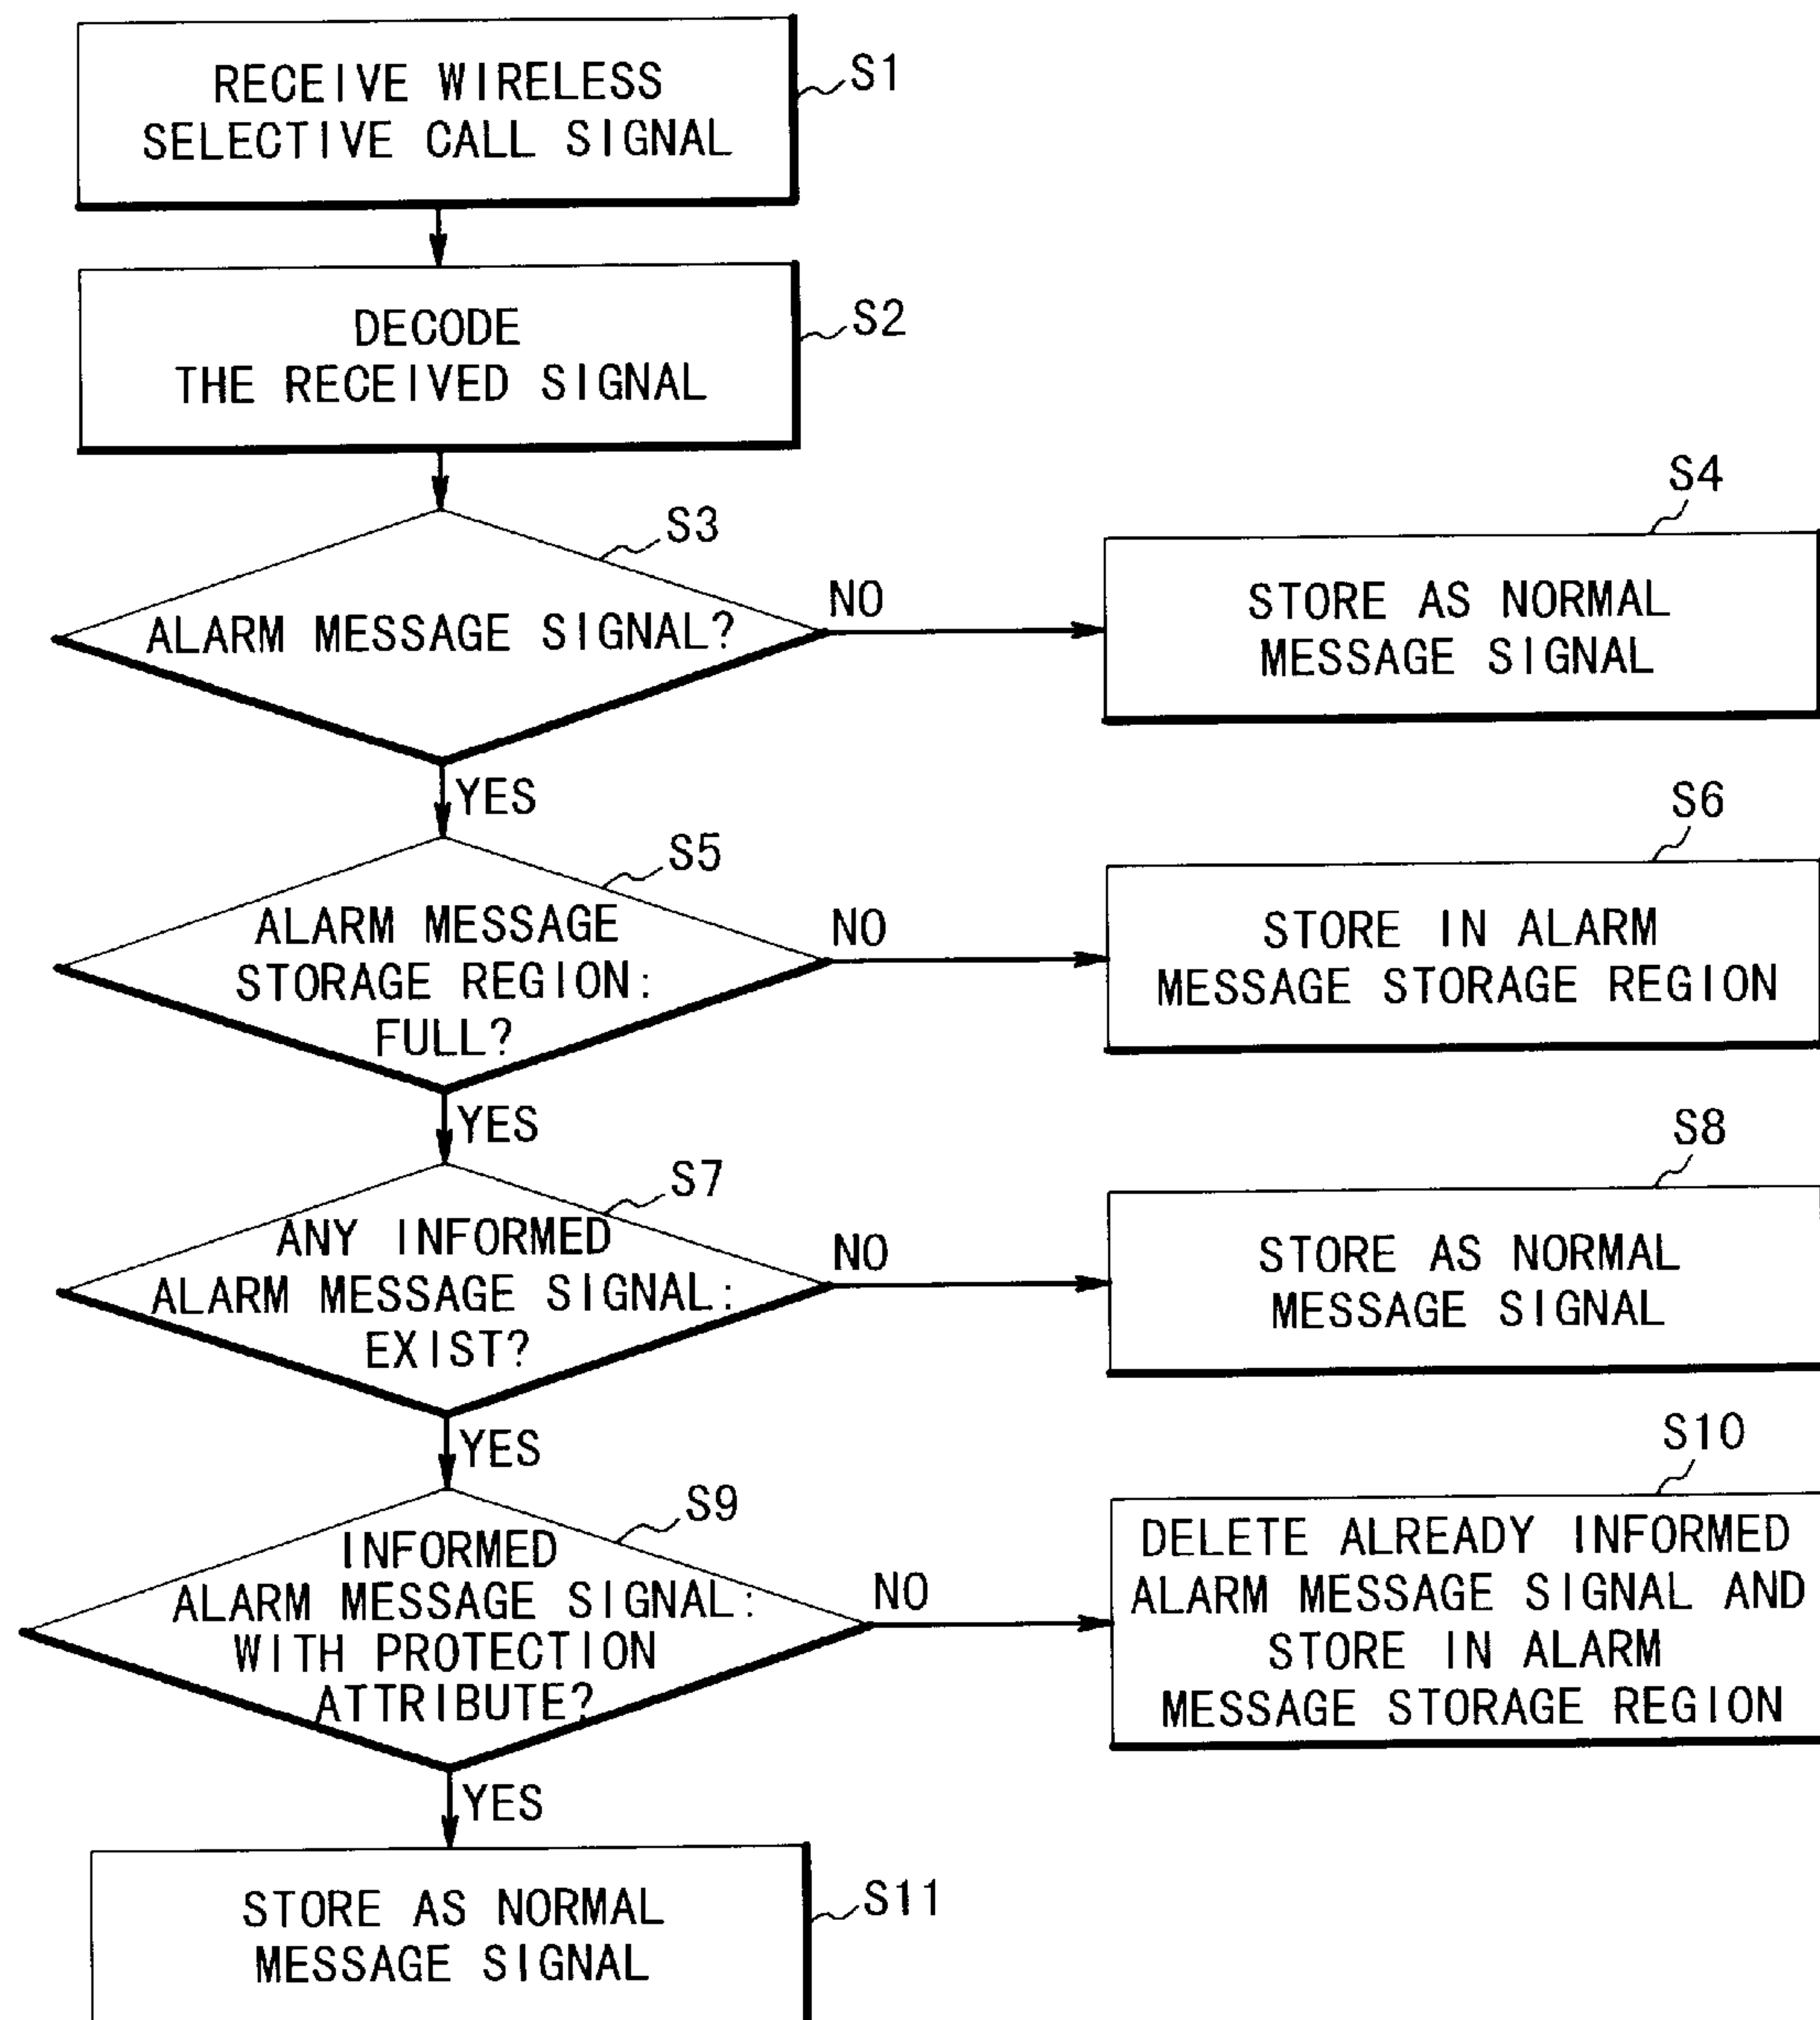 RECEIVE WIRELESS
SELECTIVE CALL SIGNAL
S1
DECODE
THE RECEIVED SIGNAL
S2
S3
ALARM MESSAGE SIGNAL?
NO
S4
STORE AS NORMAL
MESSAGE SIGNAL
YES
S5
ALARM MESSAGE
STORAGE REGION:
FULL?
NO
S6
STORE IN ALARM
MESSAGE STORAGE REGION
YES
S7
ANY INFORMED
ALARM MESSAGE SIGNAL:
EXIST?
NO
S8
STORE AS NORMAL
MESSAGE SIGNAL
YES
S9
INFORMED
ALARM MESSAGE SIGNAL:
WITH PROTECTION
ATTRIBUTE?
NO
S10
DELETE ALREADY INFORMED
ALARM MESSAGE SIGNAL AND
STORE IN ALARM
MESSAGE STORAGE REGION
YES
STORE AS NORMAL
MESSAGE SIGNAL
S11